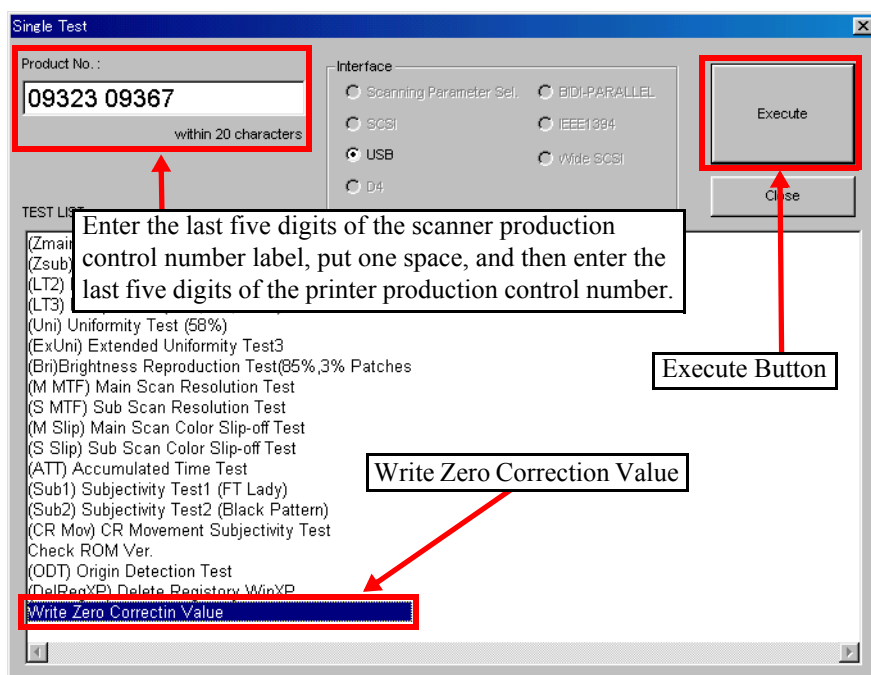 Single Test
Product No. :
09323 09367
within 20 characters
Interface
Scanning Parameter Sel.
BIDI-PARALLEL
SCSI
IEEE1394
USB
Wide SCSI
D4
Execute
Close
TEST LIST
Enter the last five digits of the scanner production
control number label, put one space, and then enter the
last five digits of the printer production control number.
(Zmain
(Zsub)
(LT2)
(LT3)
(Uni) Uniformity Test (58%)
(ExUni) Extended Uniformity Test3
(Bri)Brightness Reproduction Test(85%,3% Patches
(M MTF) Main Scan Resolution Test
(S MTF) Sub Scan Resolution Test
(M Slip) Main Scan Color Slip-off Test
(S Slip) Sub Scan Color Slip-off Test
(ATT) Accumulated Time Test
(Sub1) Subjectivity Test1 (FT Lady)
(Sub2) Subjectivity Test2 (Black Pattern)
(CR Mov) CR Movement Subjectivity Test
Check ROM Ver.
(ODT) Origin Detection Test
(DelRegXP) Delete Registory WinXP
Write Zero Correctin Value
Execute Button
Write Zero Correction Value